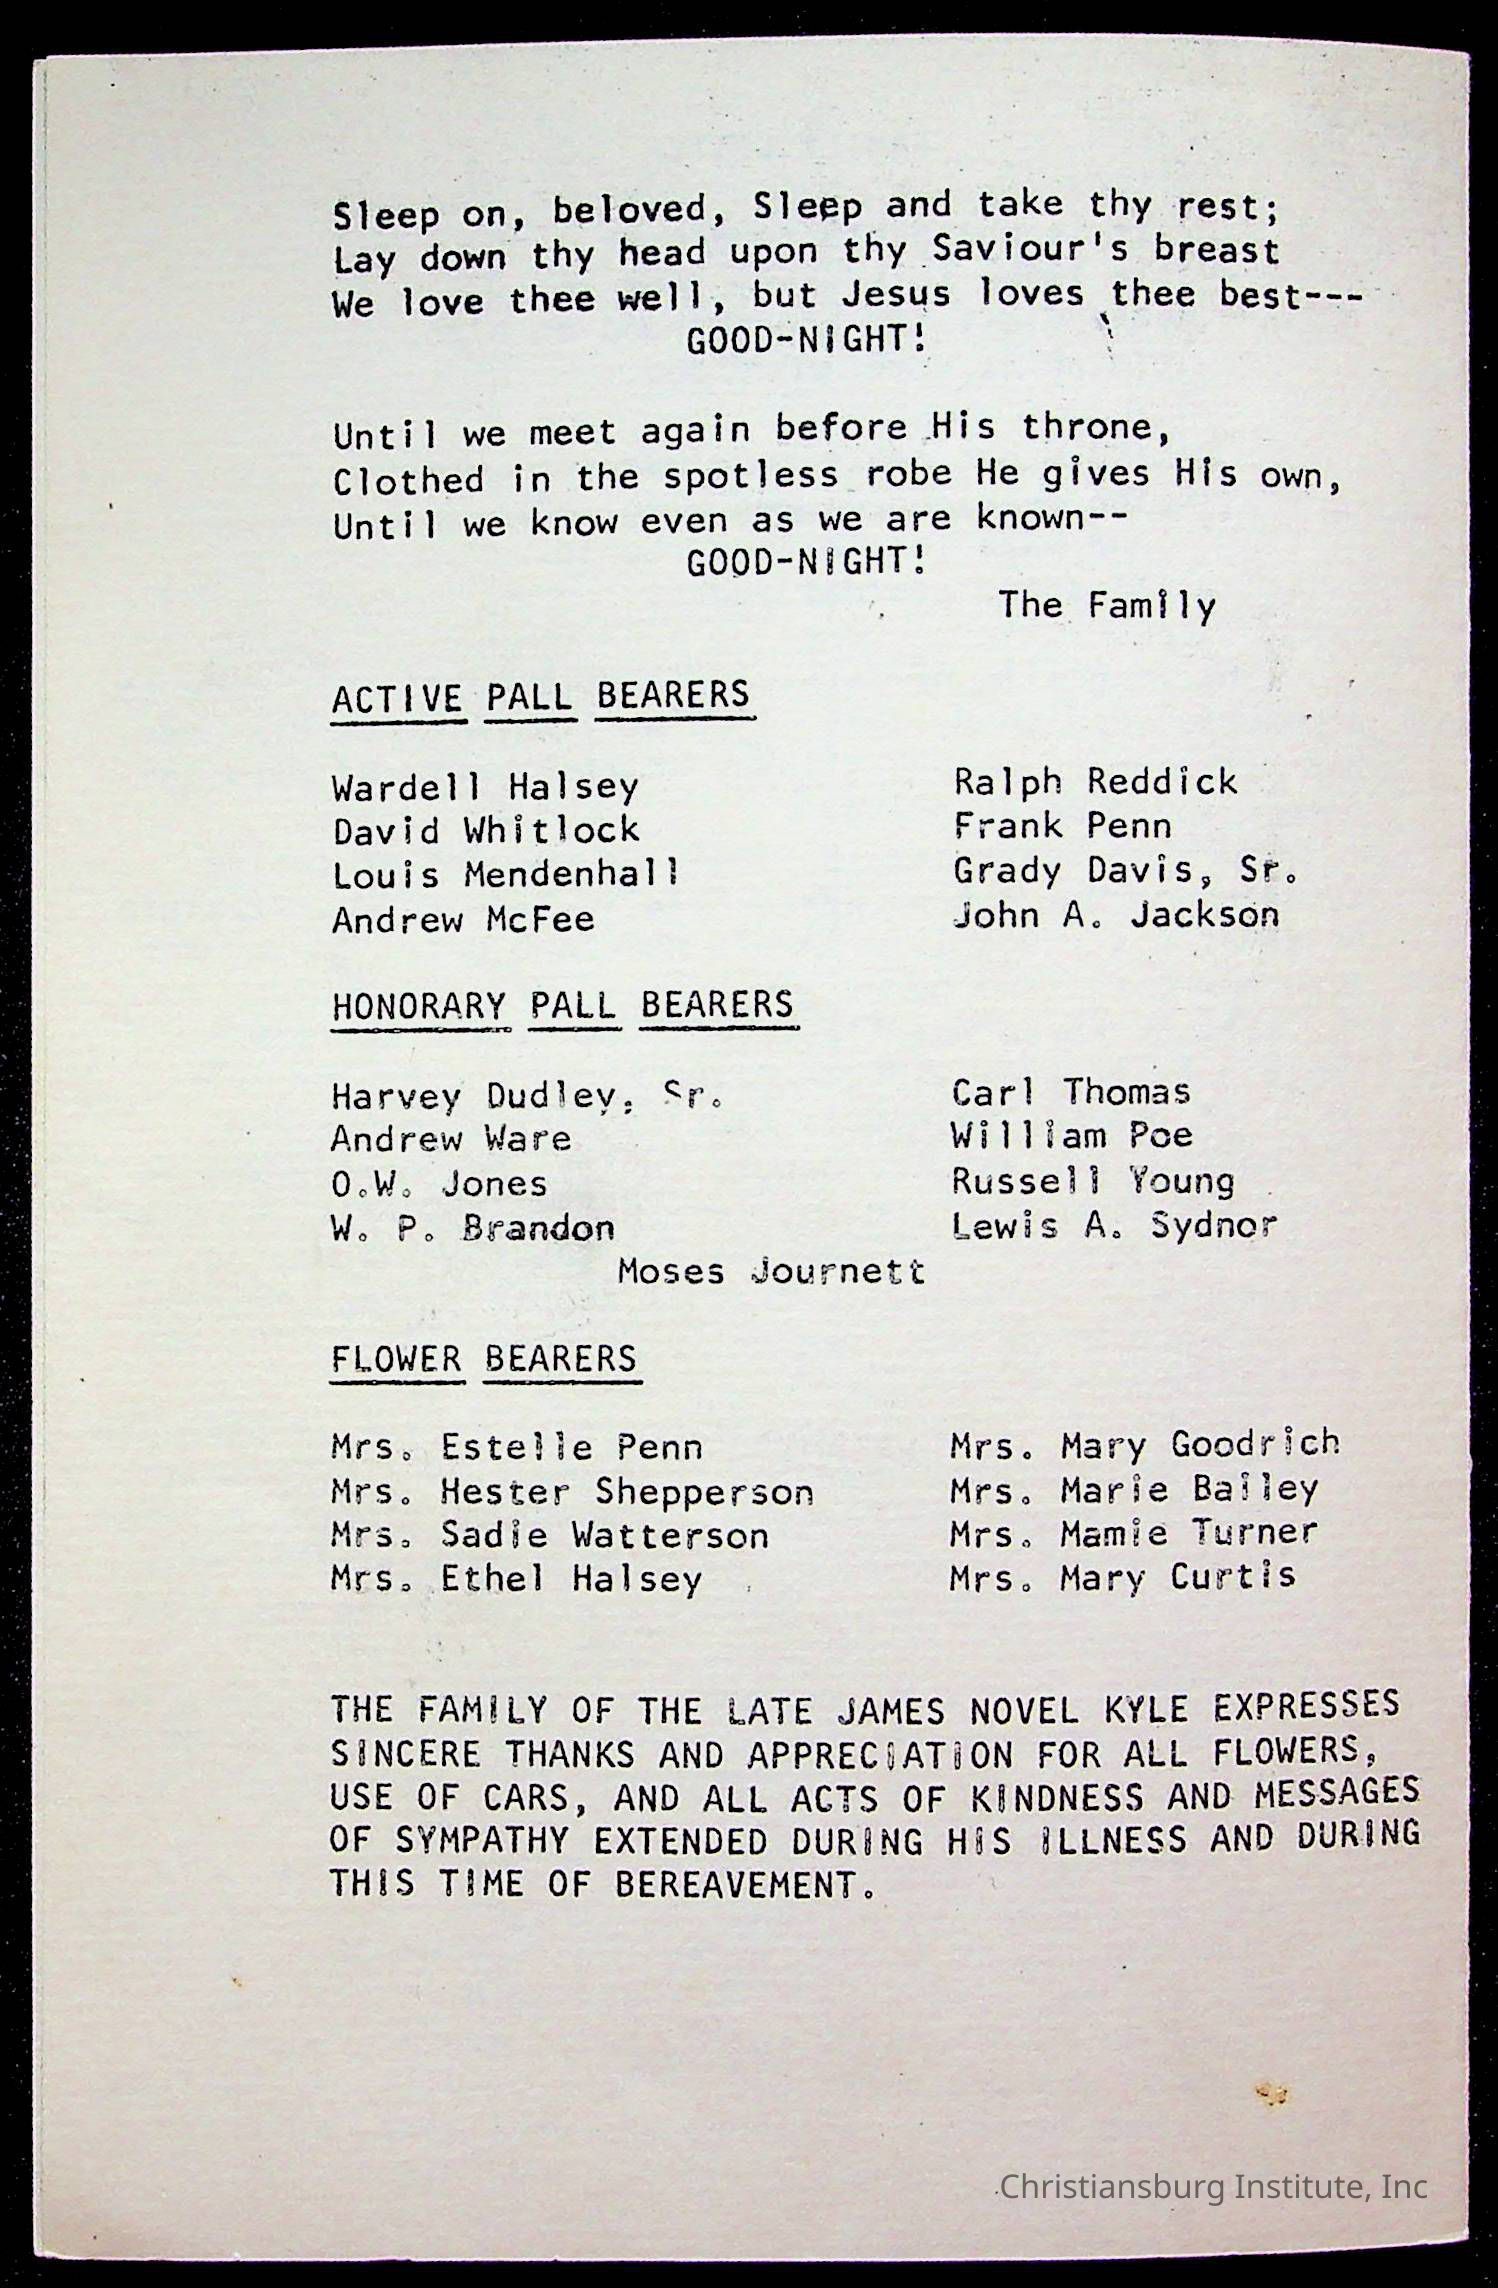 Sleep on, beloved, Sleep and take thy rest;
Lay down thy head upon thy Saviour's breast
We love thee well, but Jesus loves thee best---
GOOD-NIGHT!
Until we meet again before His throne,
Clothed in the spotless robe He gives His own,
Until we know even as we are known--
GOOD-NIGHT!
The Family
ACTIVE PALL BEARERS
Wardell Halsey Ralph Reddick
David Whitlock Frank Penn
Louis Mendenhall Grady Davis, Sr.
Andrew McFee John A. Jackson
HONORARY PALL BEARERS
Harvey Dudley, Sr. Carl Thomas
Andrew Ware William Poe
O.W. Jones Russell Young
W. P. Brandon Lewis A. Sydnor
Moses Journett
FLOWER BEARERS
Mrs. Estelle Penn Mrs. Mary Goodrich
Mrs. Hester Shepperson Mrs. Marie Bailey
Mrs. Sadie Watterson Mrs. Mamie Turner
Mrs. Ethel Halsey Mrs. Mary Curtis
THE FAMILY OF THE LATE JAMES NOVEL KYLE EXPRESSES
SINCERE THANKS AND APPRECIATION FOR ALL FLOWERS,
USE OF CARS, AND ALL ACTS OF KINDNESS AND MESSAGES
OF SYMPATHY EXTENDED DURING HIS ILLNESS AND DURING
THIS TIME OF BEREAVEMENT.
Christiansburg Institute, Inc